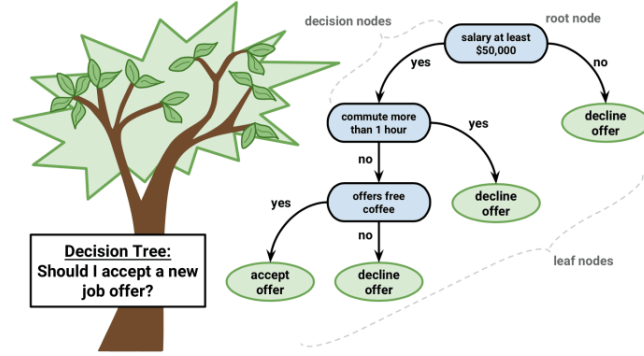 decision nodes
root node
salary at least
$50,000
yes
no
decline
offer
commute more
than 1 hour
yes
no
decline
offer
offers free
coffee
yes
no
accept
offer
decline
offer
leaf nodes
Decision Tree:
Should I accept a new
job offer?